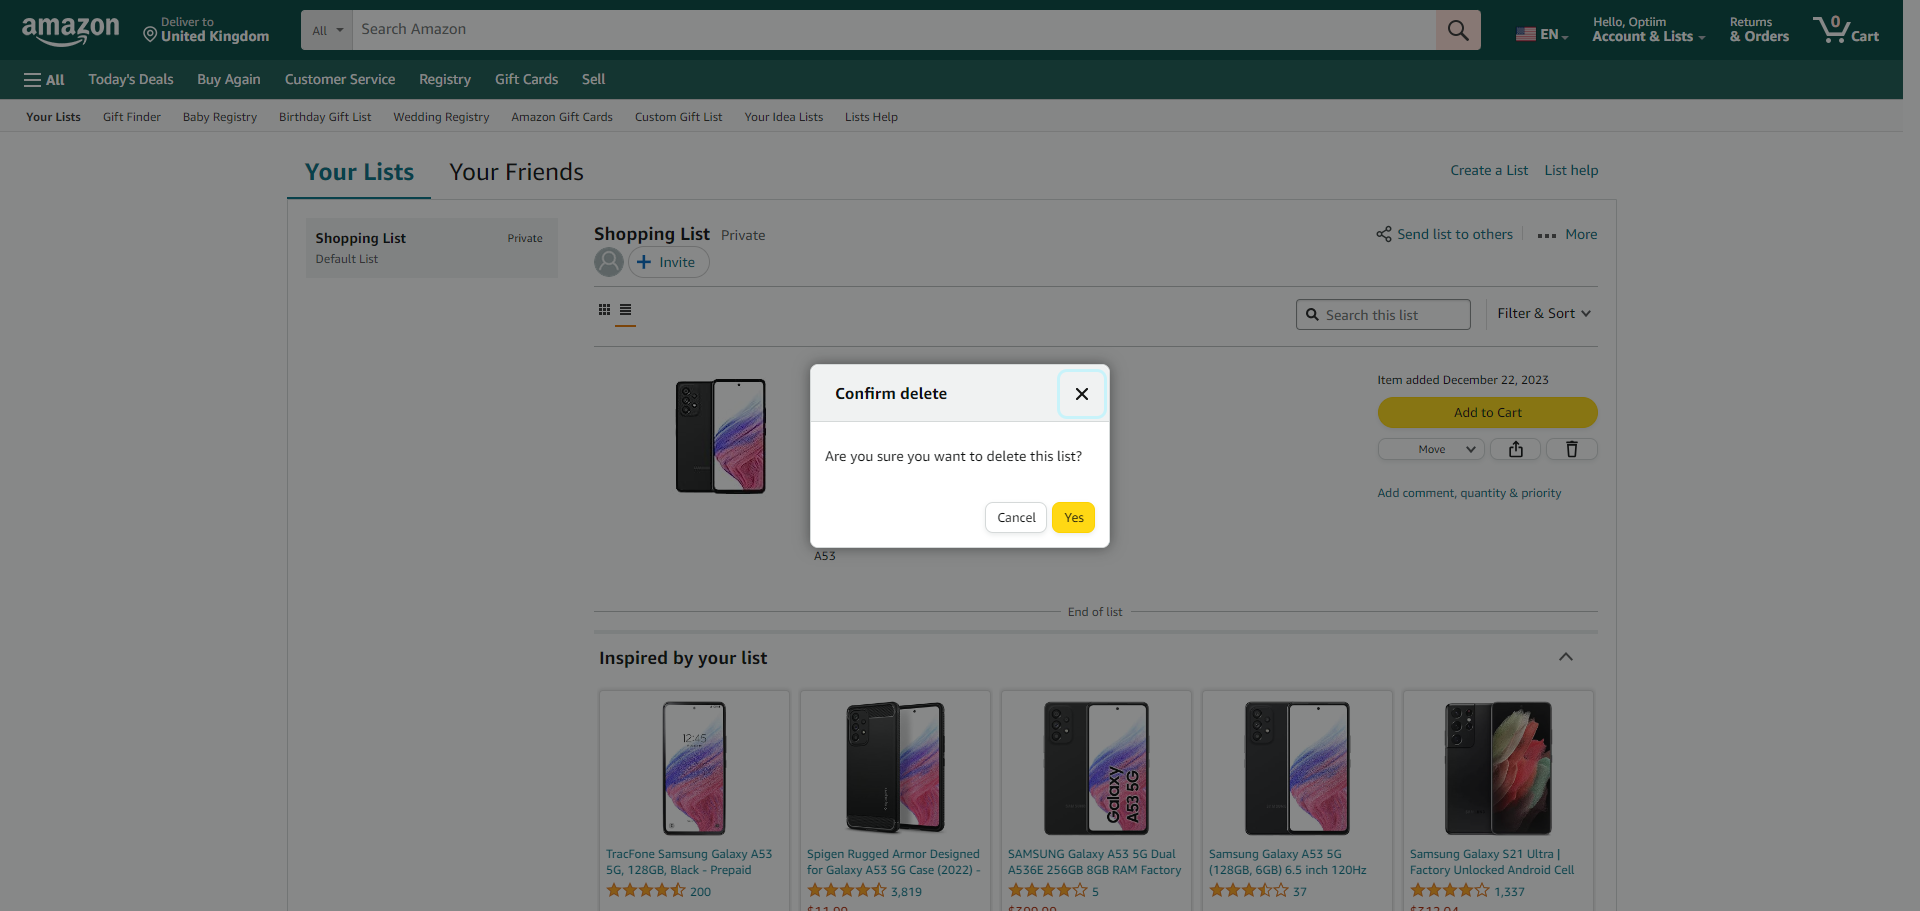 amazon
Deliver to
United Kingdom
All
Search Amazon
EN
Hello, Optiim
Account & Lists
Returns
& Orders
0
Cart
All
Today's Deals
Buy Again
Customer Service
Registry
Gift Cards
Sell
Your Lists
Gift Finder
Baby Registry
Birthday Gift List
Wedding Registry
Amazon Gift Cards
Custom Gift List
Your Idea Lists
Lists Help
Your Lists
Your Friends
Create a List
List help
Shopping List
Private
Default List
Shopping List
Private
Send list to others
More
Invite
Search this list
Filter & Sort
Confirm delete
Are you sure you want to delete this list?
Cancel
Yes
A53
Item added December 22, 2023
Add to Cart
Move
Add comment, quantity & priority
End of list
Inspired by your list
12:45
Galaxy
A53 5G
TracFone Samsung Galaxy A53
5G, 128GB, Black - Prepaid
200
Spigen Rugged Armor Designed
for Galaxy A53 5G Case (2022) -
3,819
$11.99
SAMSUNG Galaxy A53 5G Dual
A536E 256GB 8GB RAM Factory
5
Samsung Galaxy A53 5G
(128GB, 6GB) 6.5 inch 120Hz
37
Samsung Galaxy S21 Ultra |
Factory Unlocked Android Cell
1,337